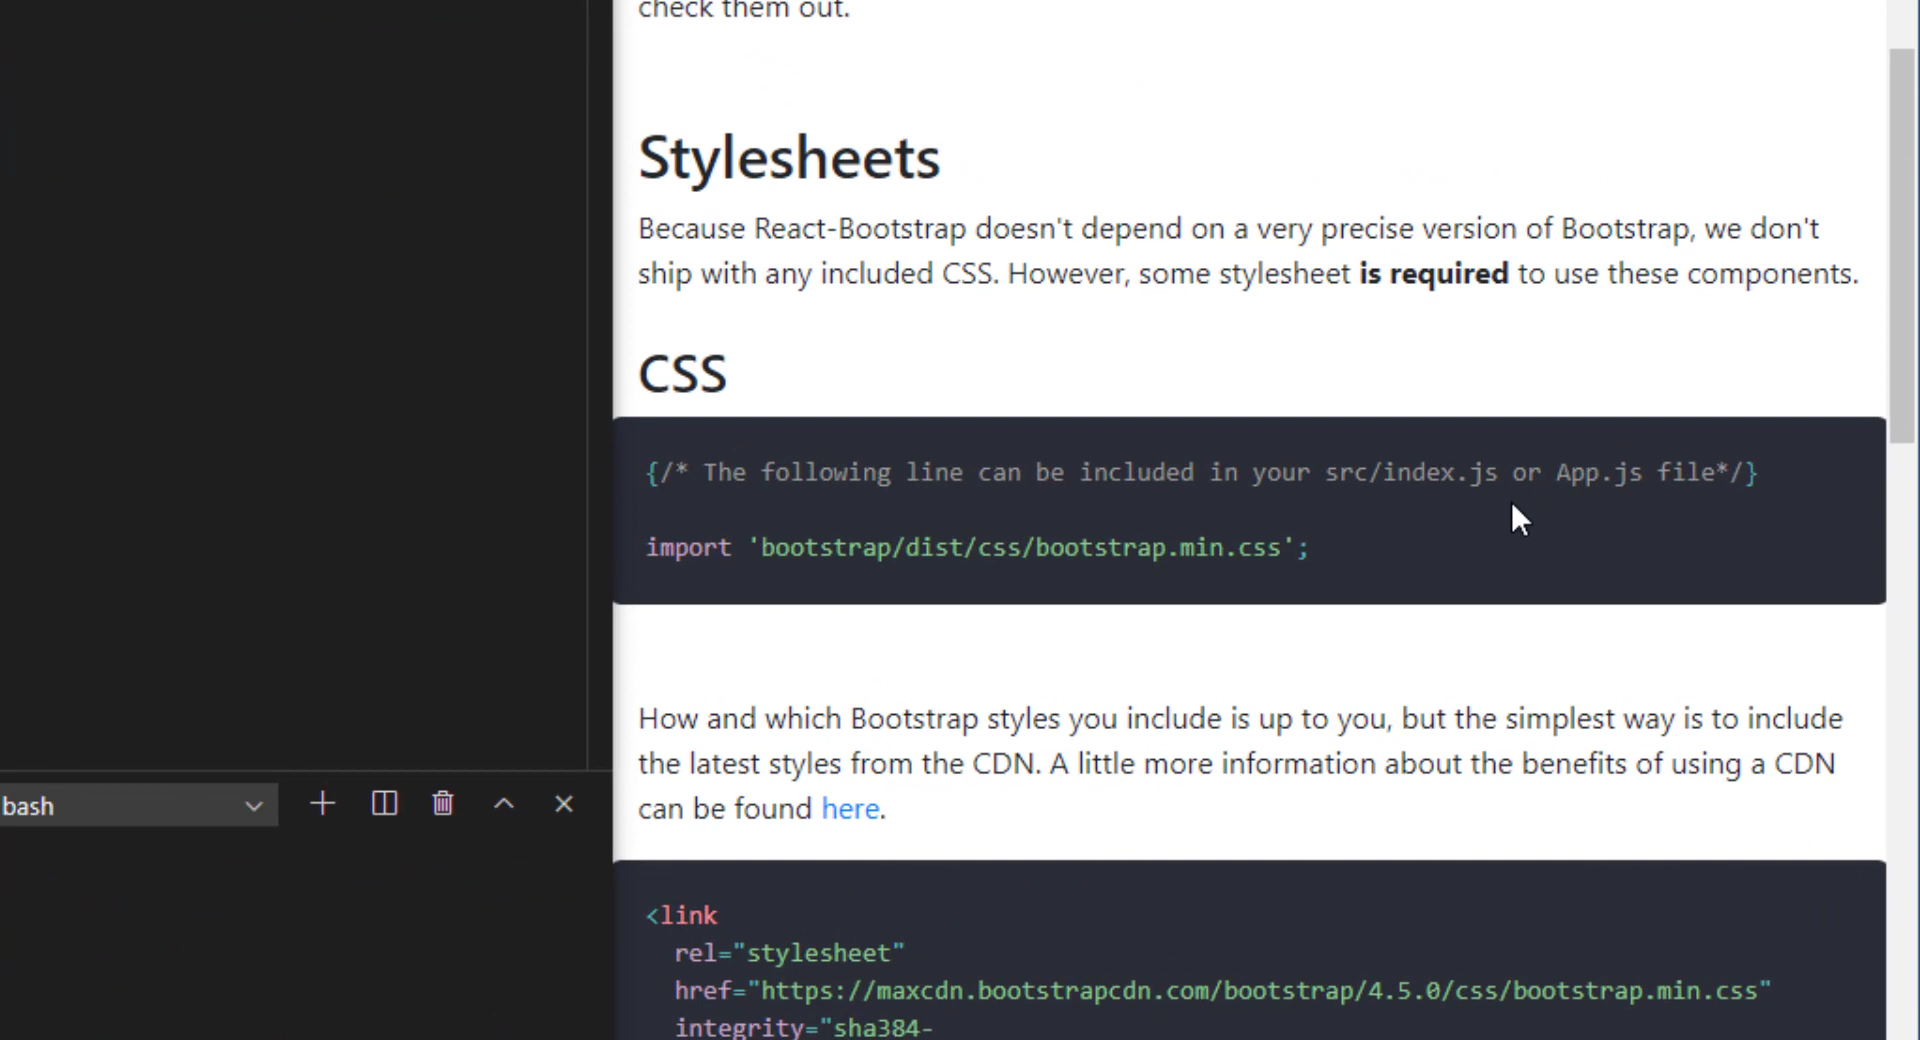 check them out.
Stylesheets
Because React-Bootstrap doesn't depend on a very precise version of Bootstrap, we don't
ship with any included CSS. However, some stylesheet is required to use these components.
CSS
{/* The following line can be included in your src/index.js or App.js file*/}
import 'bootstrap/dist/css/bootstrap.min.css';
How and which Bootstrap styles you include is up to you, but the simplest way is to include
the latest styles from the CDN. A little more information about the benefits of using a CDN
can be found here.
bash
<link
rel="stylesheet"
href="https://maxcdn.bootstrapcdn.com/bootstrap/4.5.0/css/bootstrap.min.css"
integrity="sha384-